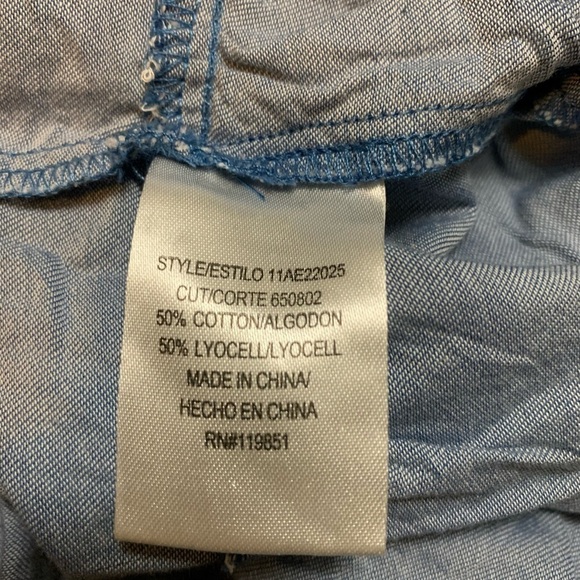 STYLE/ESTILO 11AE22025
CUT/CORTE 650802
50% COTTON/ALGODON
50% LYOCELL/LYOCELL
MADE IN CHINA/
HECHO EN CHINA
RN#119851